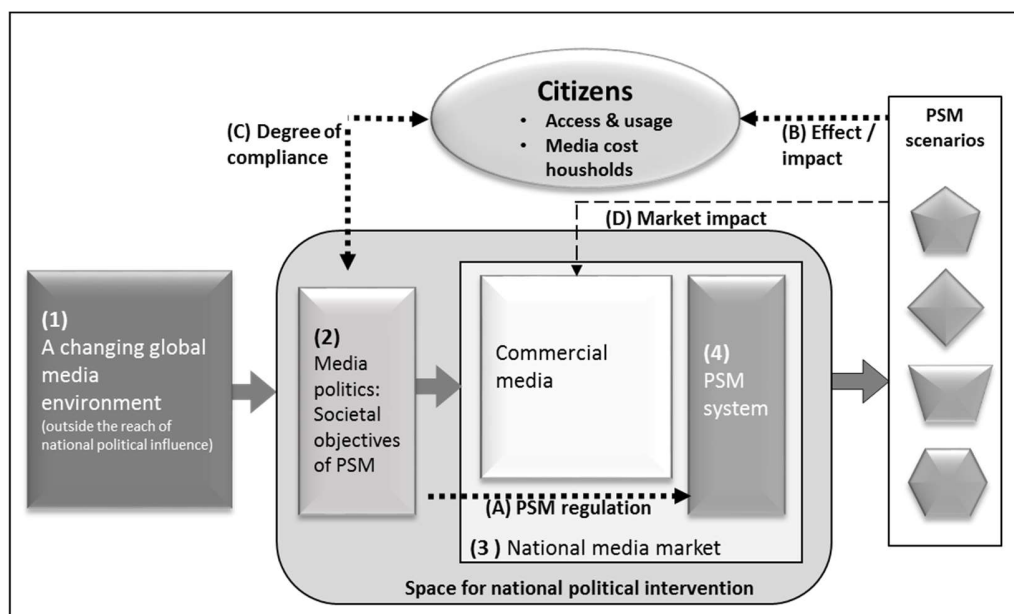 Citizens
• Access & usage
• Media cost
housholds
(C) Degree of
compliance
(B) Effect /
impact
PSM
scenarios
(D) Market impact
(1)
A changing global
media
environment
(outside the reach of
national political influence)
(2)
Media
politics:
Societal
objectives
of PSM
Commercial
media
(4)
PSM
system
(A) PSM regulation
(3 ) National media market
Space for national political intervention